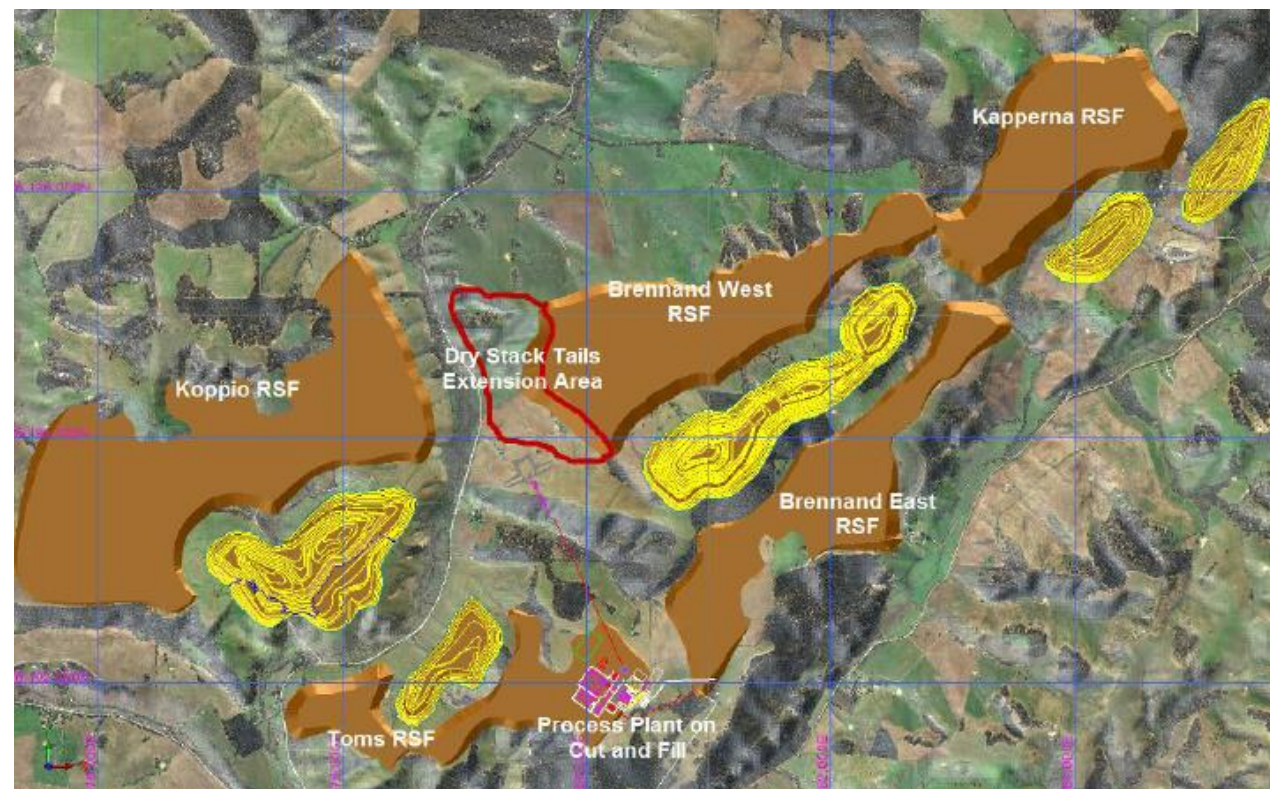 Kapperna RSF
Brennand West
RSF
Dry Stack Tails
Extension Area
Koppio RSF
Brennand East
RSF
Toms RSF
Process Plant on
Cut and Fill